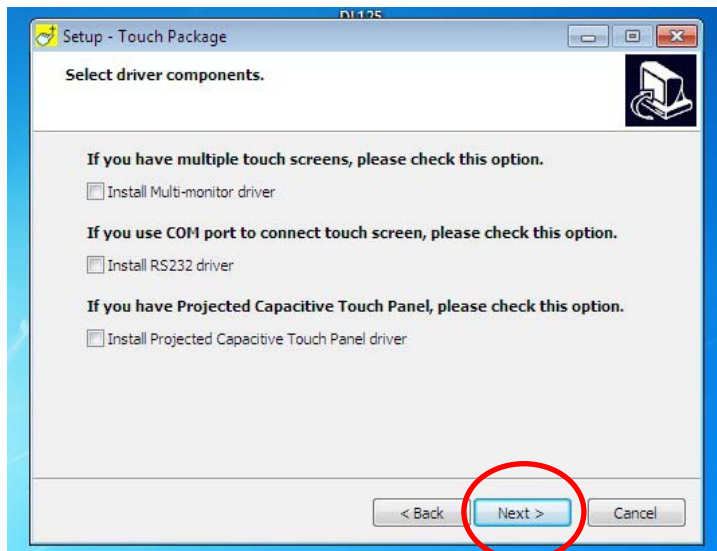 DL125
Setup - Touch Package
Select driver components.
If you have multiple touch screens, please check this option.
Install Multi-monitor driver
If you use COM port to connect touch screen, please check this option.
Install RS232 driver
If you have Projected Capacitive Touch Panel, please check this option.
Install Projected Capacitive Touch Panel driver
< Back Next > Cancel